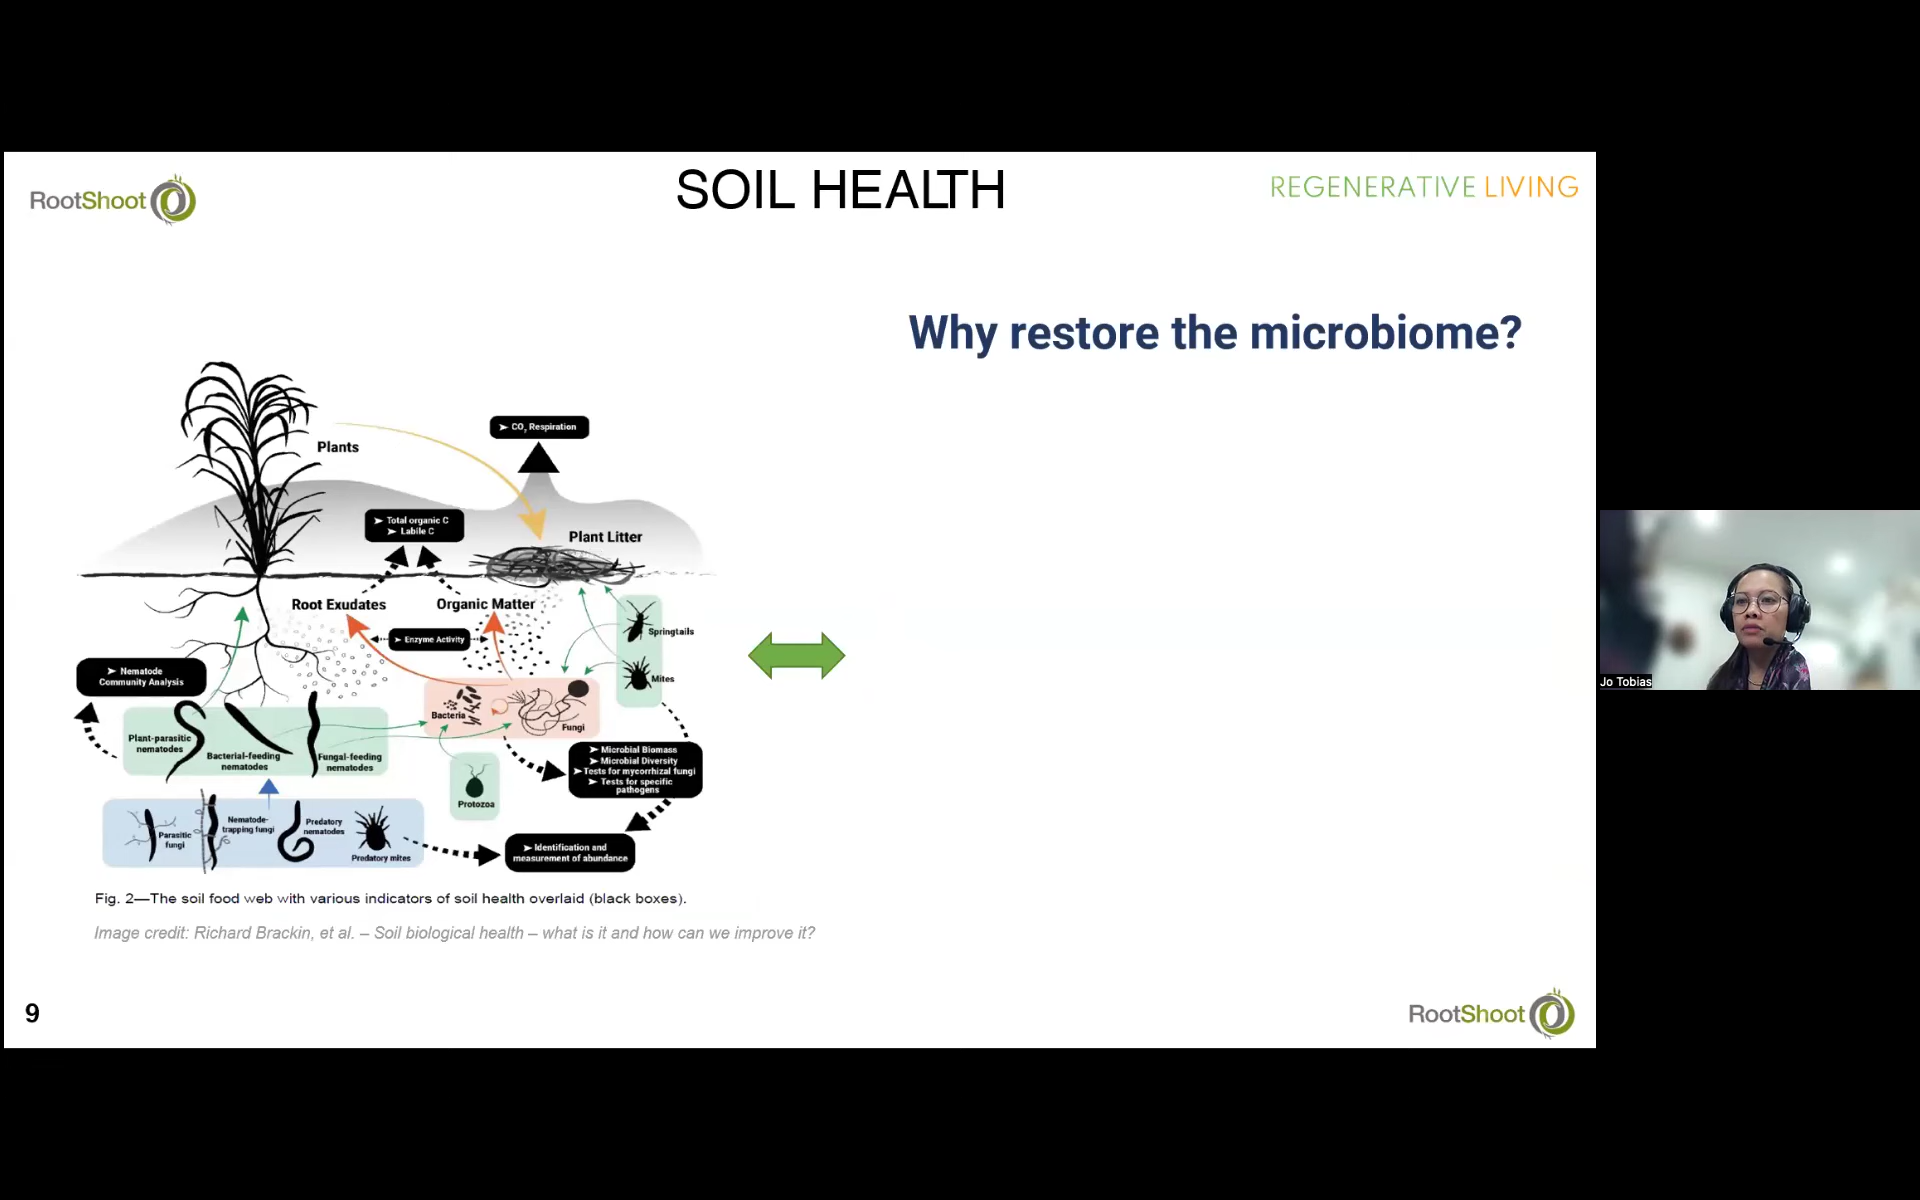 RootShoot
SOIL HEALTH
REGENERATIVE LIVING
Why restore the microbiome?
➤ CO₂ Respiration
Plants
➤ Total organic C
➤ Labile C
Plant Litter
Root Exudates
Organic Matter
➤ Enzyme Activity
Springtails
Mites
➤ Nematode
Community Analysis
Bacteria
Fungi
Plant-parasitic
nematodes
Bacterial-feeding
nematodes
Fungal-feeding
nematodes
➤ Microbial Biomass
➤ Microbial Diversity
➤ Tests for mycorrhizal fungi
➤ Tests for specific
pathogens
Protozoa
Parasitic
fungi
Nematode-
trapping fungi
Predatory
nematodes
Predatory mites
➤ Identification and
measurement of abundance
Fig. 2—The soil food web with various indicators of soil health overlaid (black boxes).
Image credit: Richard Brackin, et al. – Soil biological health – what is it and how can we improve it?
9
RootShoot
Jo Tobias